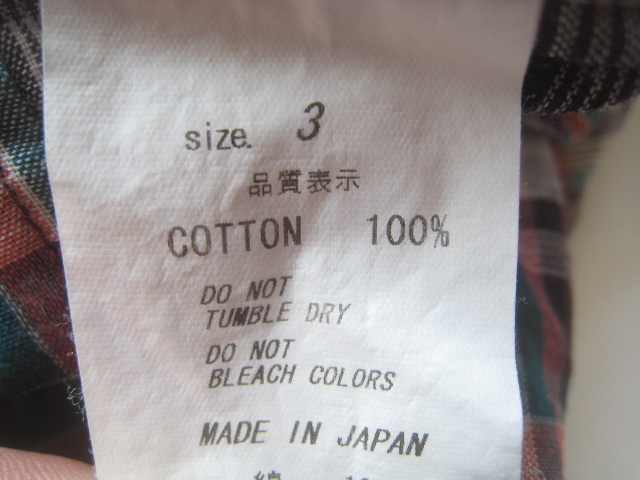 size. 3
品質表示
COTTON 100%
DO NOT
TUMBLE DRY
DO NOT
BLEACH COLORS
MADE IN JAPAN